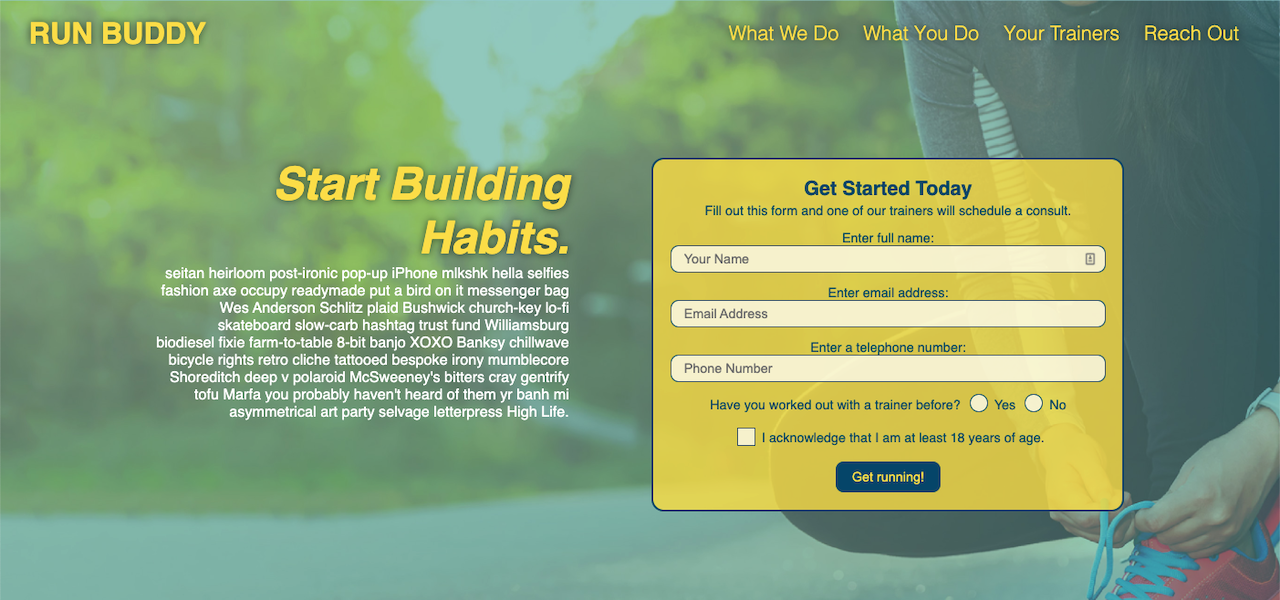 RUN BUDDY
What We Do
What You Do
Your Trainers
Reach Out
Start Building
Habits.
seitan heirloom post-ironic pop-up iPhone mlkshk hella selfies
fashion axe occupy readymade put a bird on it messenger bag
Wes Anderson Schlitz plaid Bushwick church-key lo-fi
skateboard slow-carb hashtag trust fund Williamsburg
biodiesel fixie farm-to-table 8-bit banjo XOXO Banksy chillwave
bicycle rights retro cliche tattooed bespoke irony mumblecore
Shoreditch deep v polaroid McSweeney's bitters cray gentrify
tofu Marfa you probably haven't heard of them yr banh mi
asymmetrical art party selvage letterpress High Life.
Get Started Today
Fill out this form and one of our trainers will schedule a consult.
Enter full name:
Your Name
Enter email address:
Email Address
Enter a telephone number:
Phone Number
Have you worked out with a trainer before? Yes No
I acknowledge that I am at least 18 years of age.
Get running!